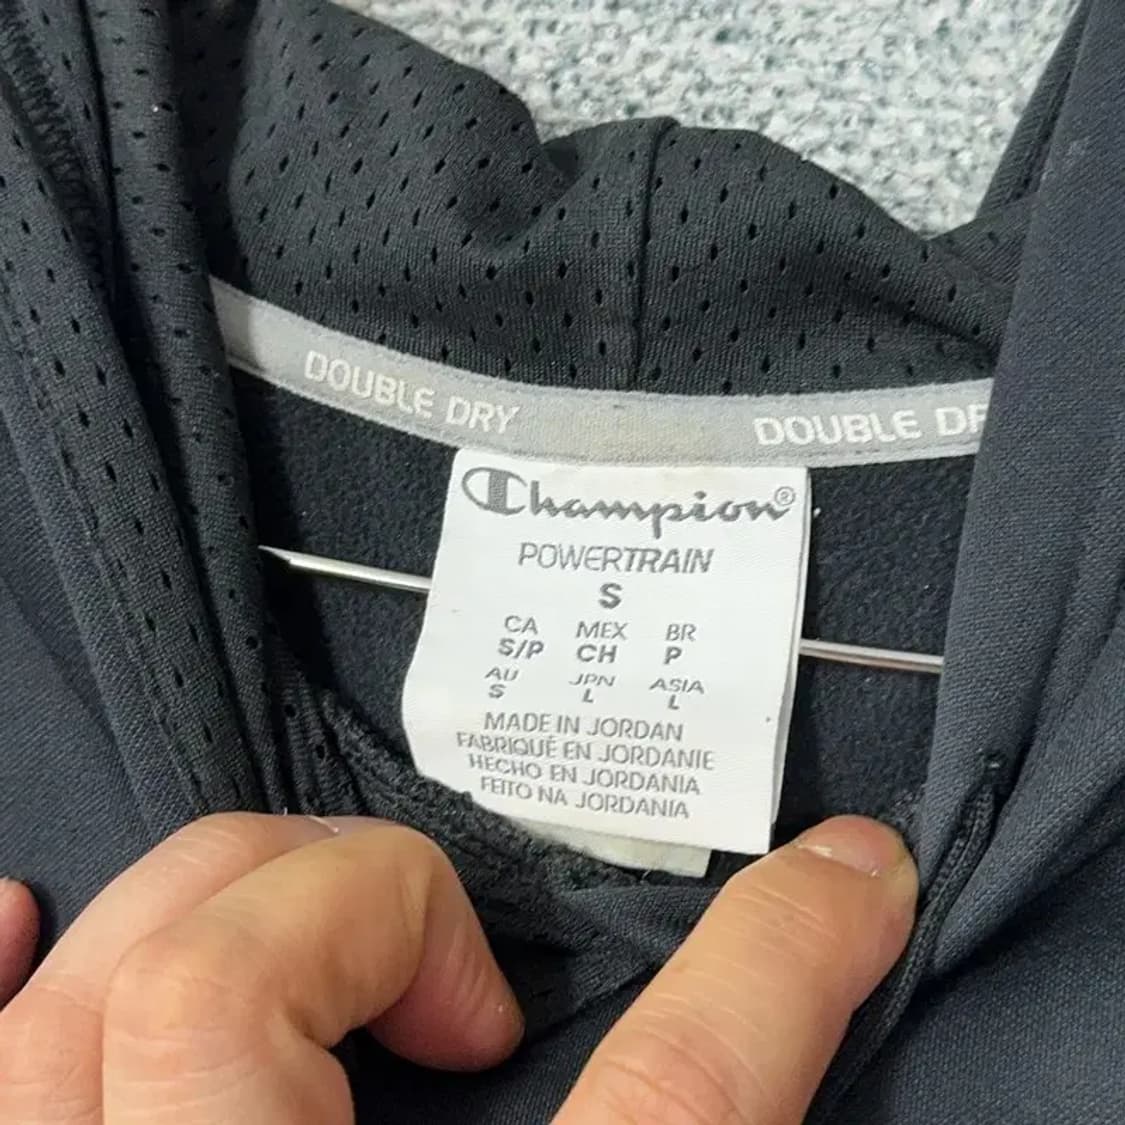 DOUBLE DRY
DOUBLE DR
Champion®
POWERTRAIN
S
CA MEX BR
S/P CH P
AU JPN ASIA
S L L
MADE IN JORDAN
FABRIQUÉ EN JORDANIE
HECHO EN JORDANIA
FEITO NA JORDANIA